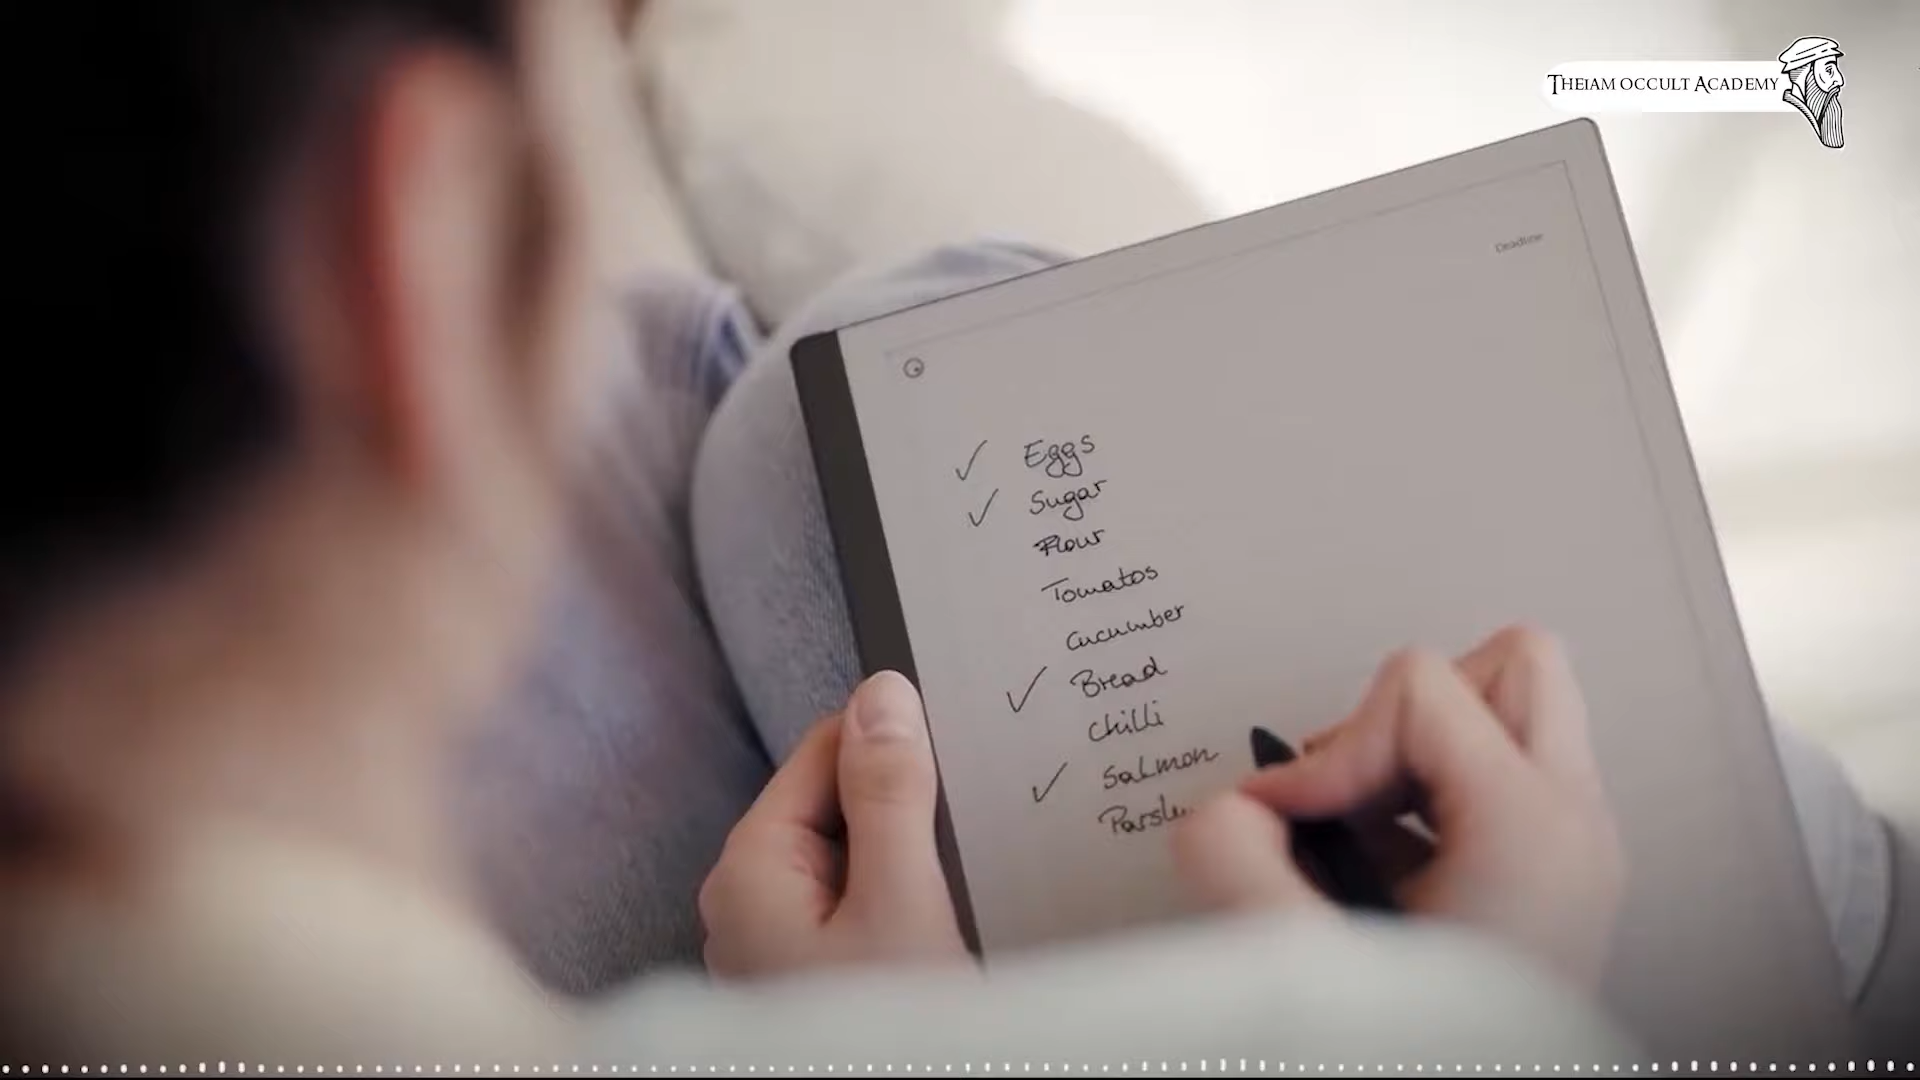 THEIAM OCCULT ACADEMY
Deadline
Eggs
Sugar
Flour
Tomatos
Cucumber
Bread
Chilli
Salmon